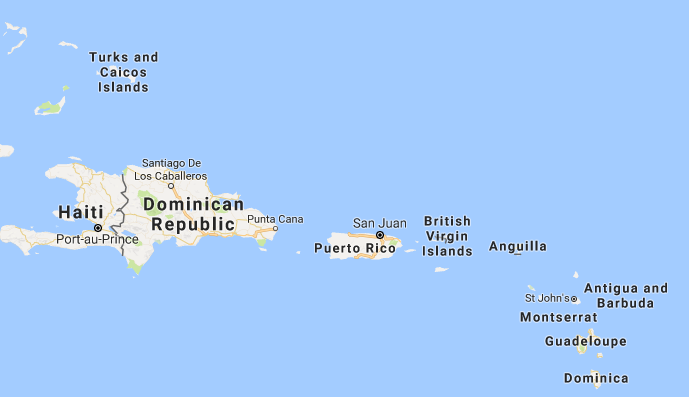 Turks and
Caicos
Islands
Santiago De
Los Caballeros
Haiti
Dominican
Republic
Port-au-Prince
Punta Cana
San Juan
Puerto Rico
British
Virgin
Islands
Anguilla
St John's
Antigua and
Barbuda
Montserrat
Guadeloupe
Dominica